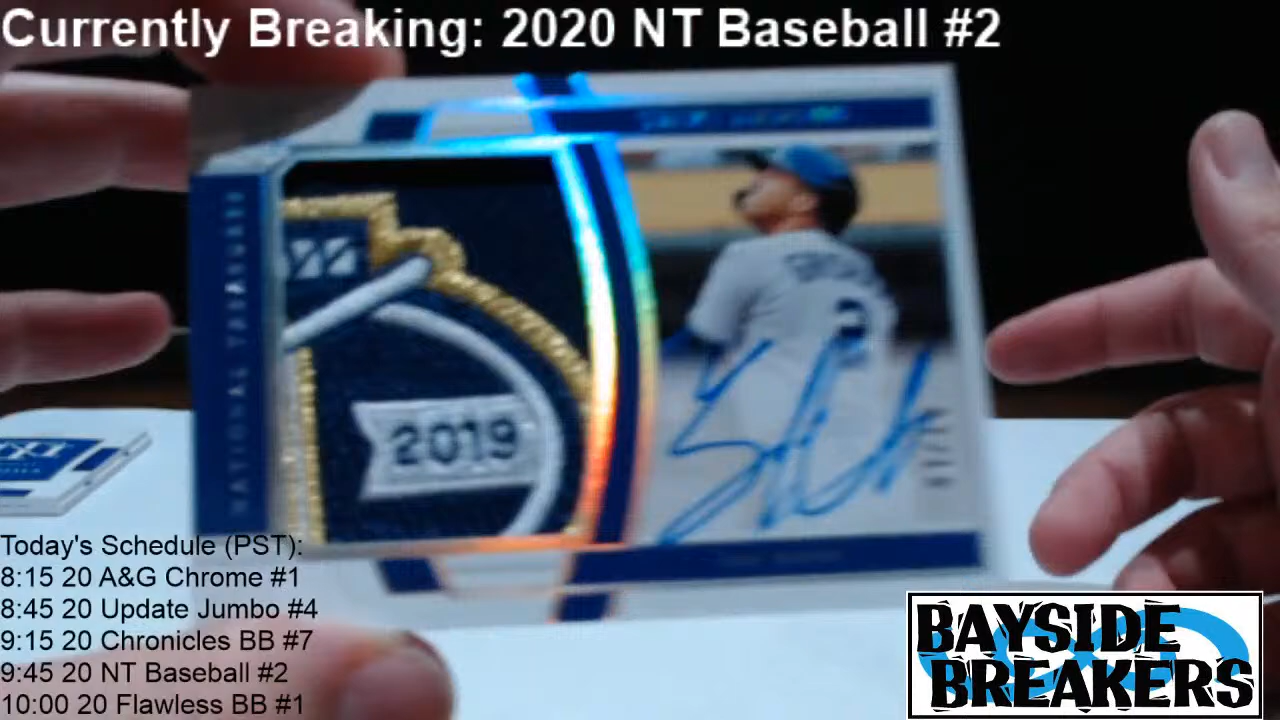 Currently Breaking: 2020 NT Baseball #2
NATIONAL TREASURES
2019
2
Today's Schedule (PST):
8:15 20 A&G Chrome #1
8:45 20 Update Jumbo #4
9:15 20 Chronicles BB #7
9:45 20 NT Baseball #2
10:00 20 Flawless BB #1
BAYSIDE
BREAKERS